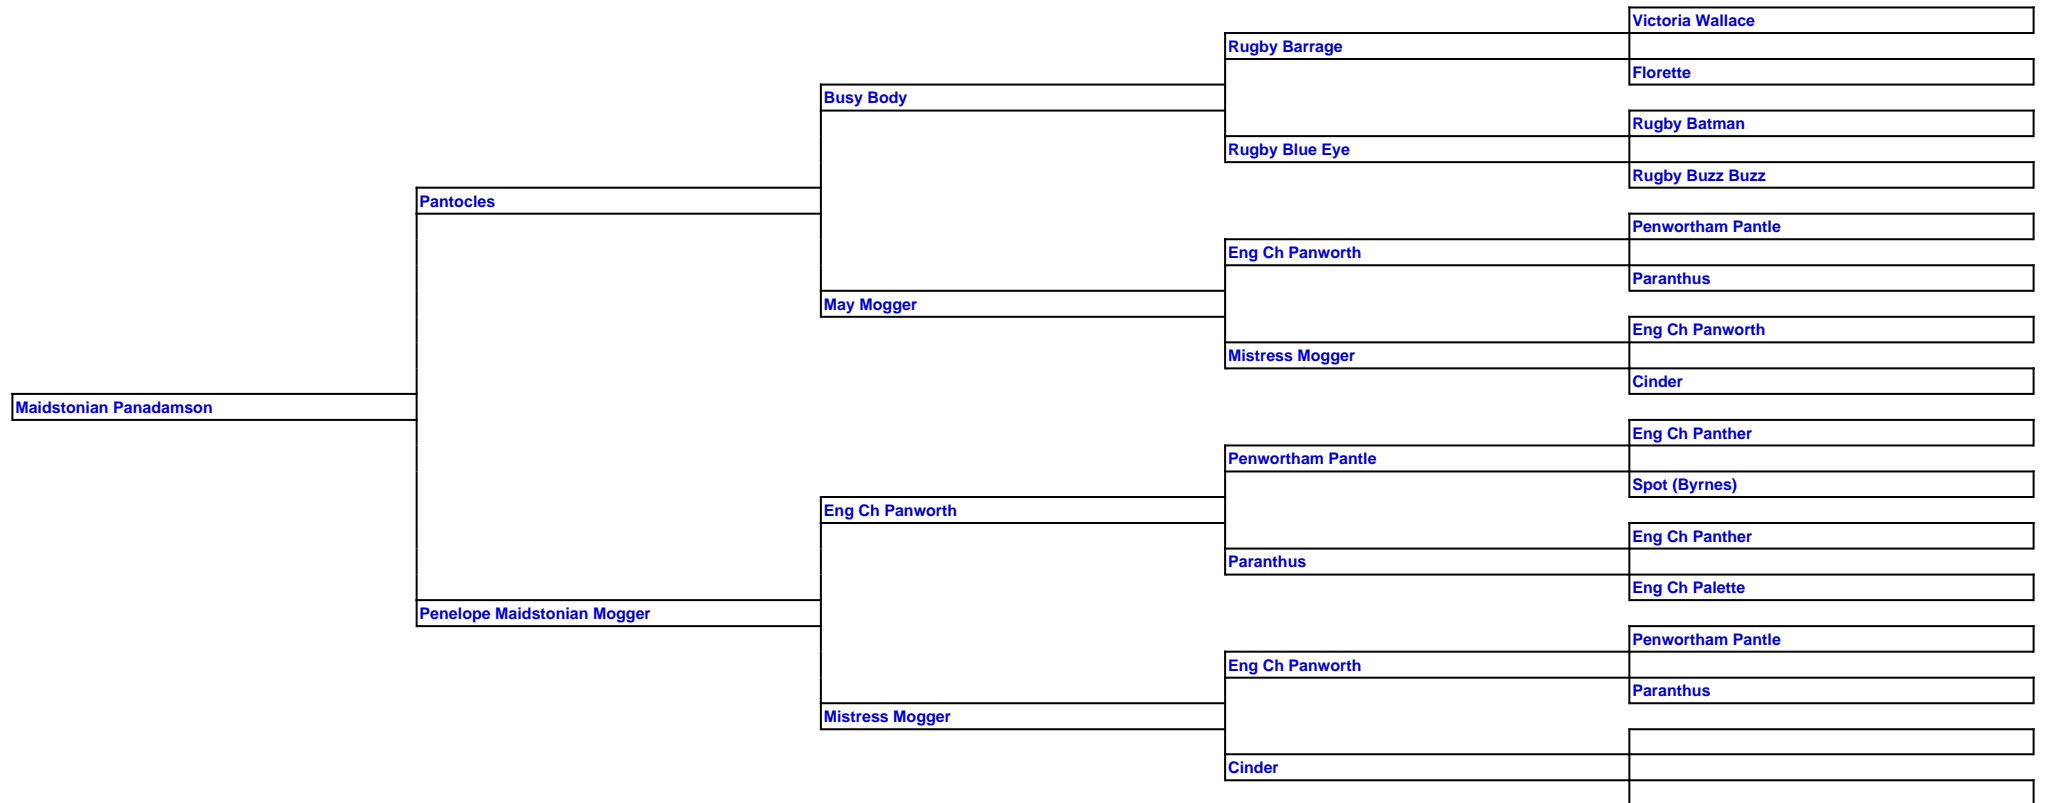 Victoria Wallace
Rugby Barrage
Florette
Busy Body
Rugby Batman
Rugby Blue Eye
Rugby Buzz Buzz
Pantocles
Penwortham Pantle
Eng Ch Panworth
Paranthus
May Mogger
Eng Ch Panworth
Mistress Mogger
Cinder
Maidstonian Panadamson
Eng Ch Panther
Penwortham Pantle
Spot (Byrnes)
Eng Ch Panworth
Eng Ch Panther
Paranthus
Eng Ch Palette
Penelope Maidstonian Mogger
Penwortham Pantle
Eng Ch Panworth
Paranthus
Mistress Mogger
Cinder